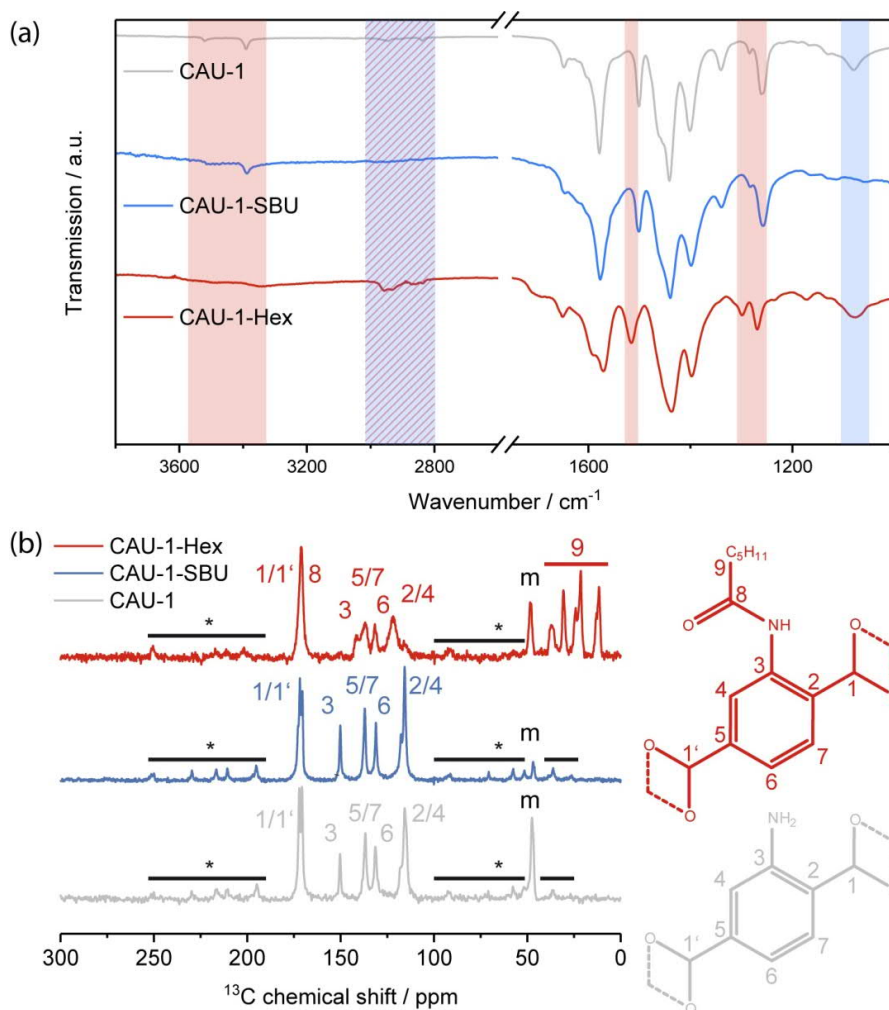 (a)
CAU-1
CAU-1-SBU
CAU-1-Hex
Transmission / a.u.
3600 3200 2800 1600 1200
Wavenumber / cm⁻¹
(b)
CAU-1-Hex
CAU-1-SBU
CAU-1
1/1‘ 8 3 5/7 6 2/4 m 9
* *
1/1‘ 3 5/7 6 2/4 m
* *
1/1‘ 3 5/7 6 2/4 m
* *
300 250 200 150 100 50 0
¹³C chemical shift / ppm
C₅H₁₁
9
8
O NH O
3
4 2 1
5
1‘ 7
O 6
O
NH₂
3 O
4 2 1
5
1‘ 7
O 6
O